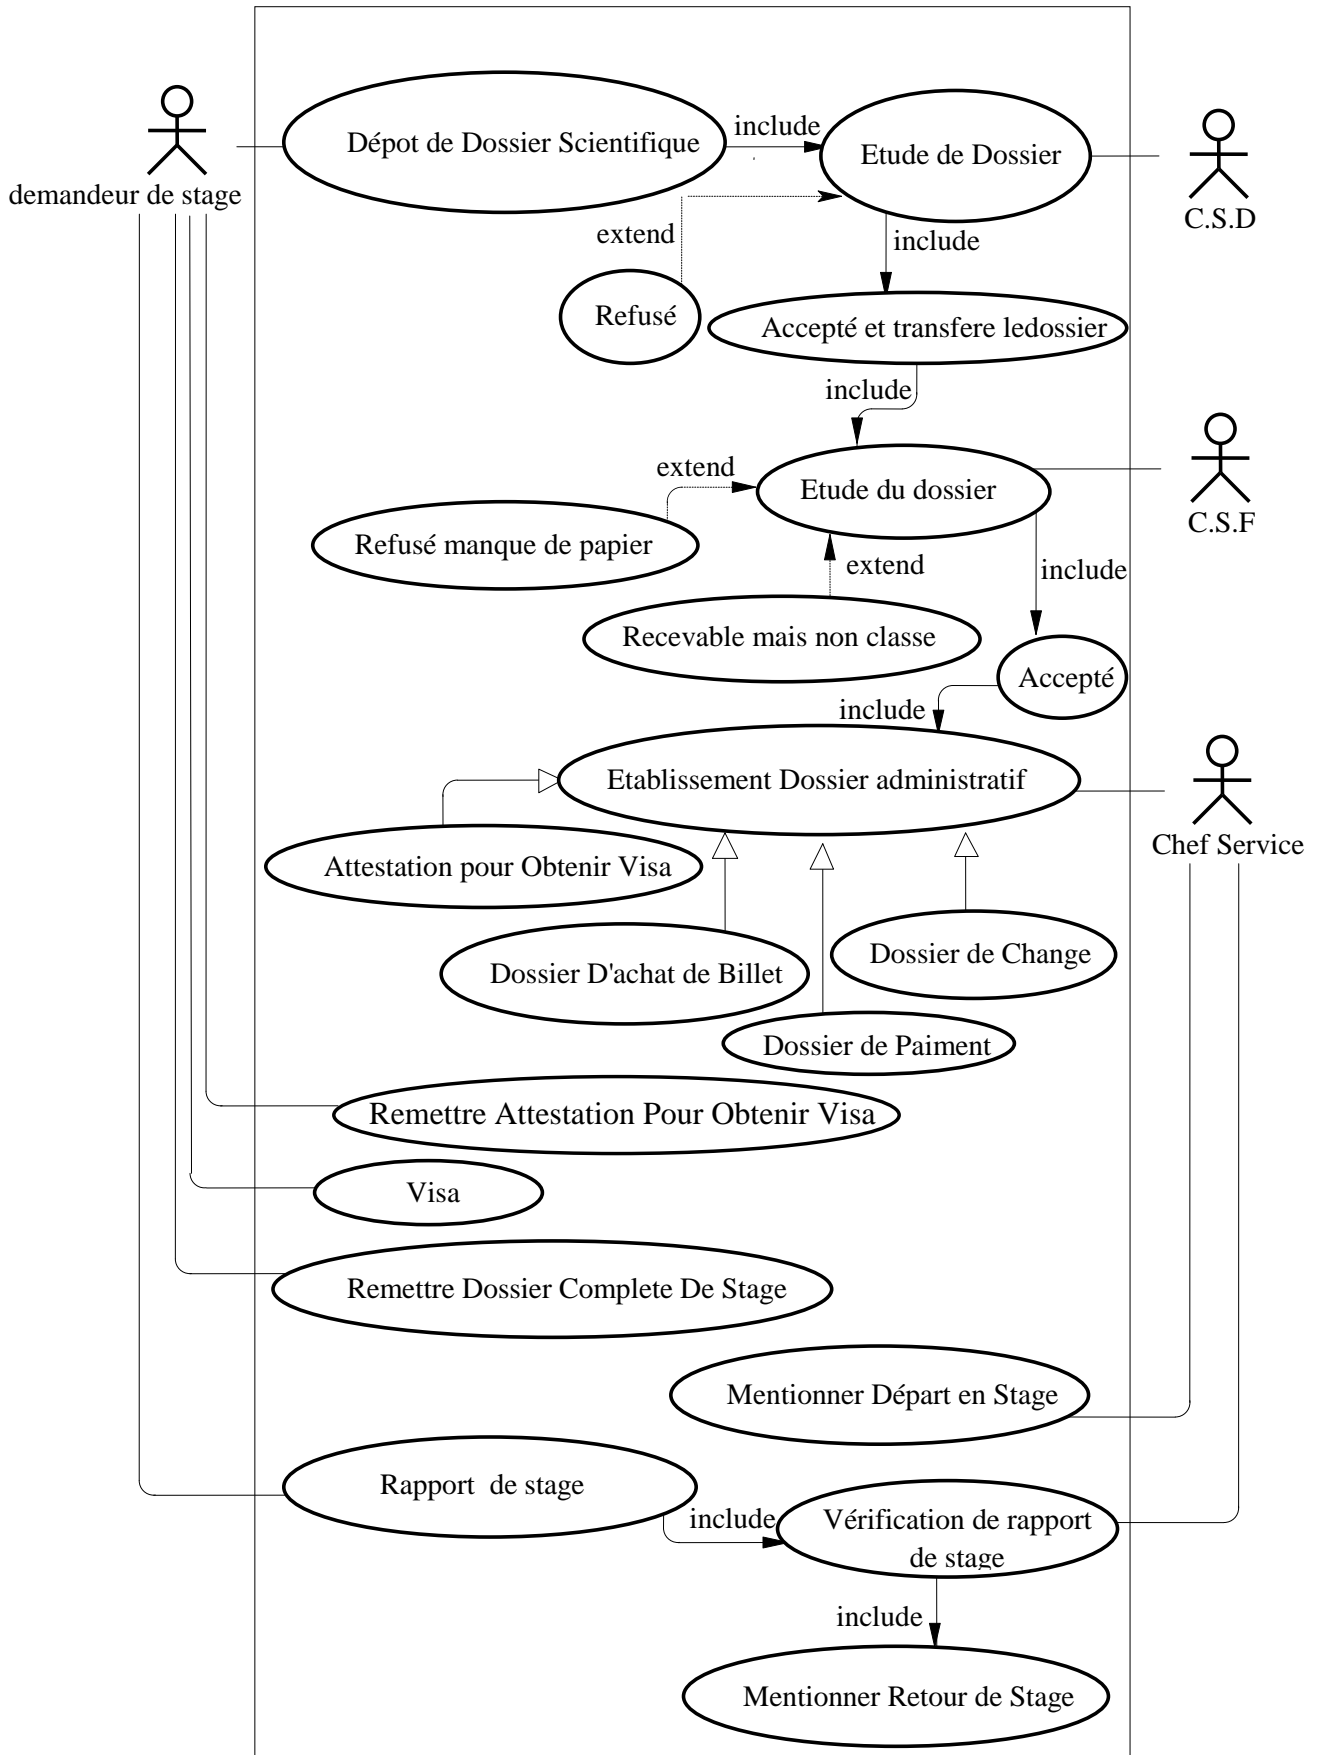 Dépot de Dossier Scientifique
include
Etude de Dossier
demandeur de stage
C.S.D
extend
include
Refusé
Accepté et transfere ledossier
include
extend
Etude du dossier
C.S.F
Refusé manque de papier
extend
include
Recevable mais non classe
Accepté
include
Etablissement Dossier administratif
Chef Service
Attestation pour Obtenir Visa
Dossier de Change
Dossier D'achat de Billet
Dossier de Paiment
Remettre Attestation Pour Obtenir Visa
Visa
Remettre Dossier Complete De Stage
Mentionner Départ en Stage
Rapport de stage
include
Vérification de rapport
de stage
include
Mentionner Retour de Stage